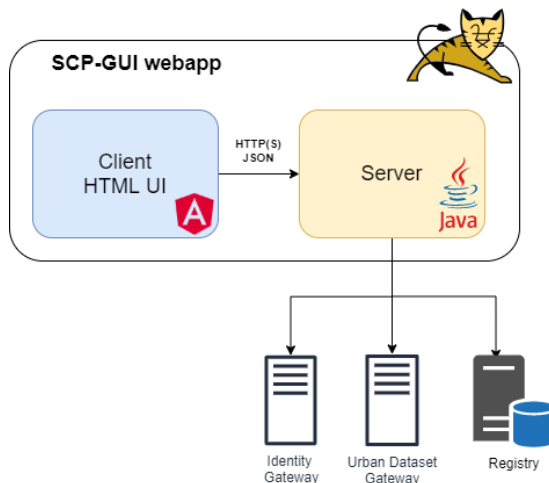 SCP-GUI webapp
Client
HTML UI
HTTP(S)
JSON
Server
Java
Identity
Gateway
Urban Dataset
Gateway
Registry